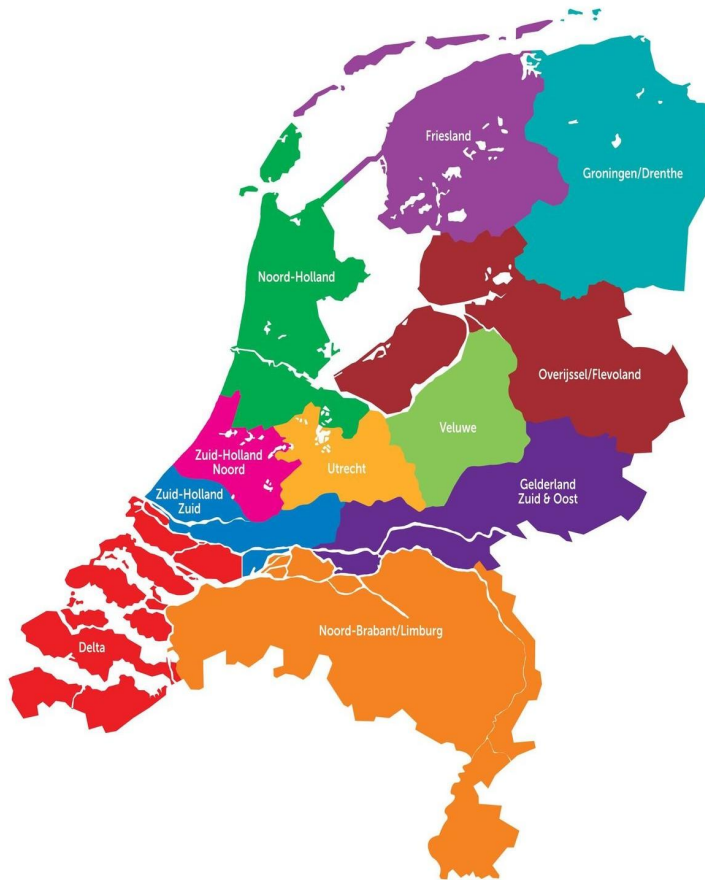 Friesland
Groningen/Drenthe
Noord-Holland
Overijssel/Flevoland
Veluwe
Zuid-Holland
Noord
Utrecht
Gelderland
Zuid & Oost
Zuid-Holland
Zuid
Noord-Brabant/Limburg
Delta